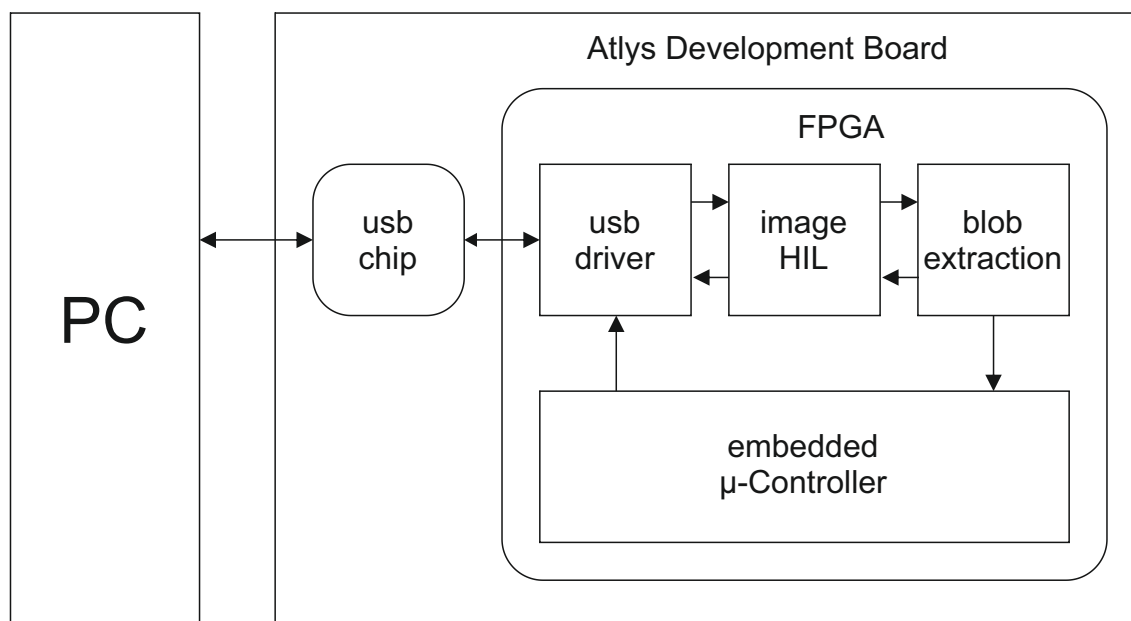 Atlys Development Board
FPGA
PC
usb
chip
usb
driver
image
HIL
blob
extraction
embedded
µ-Controller